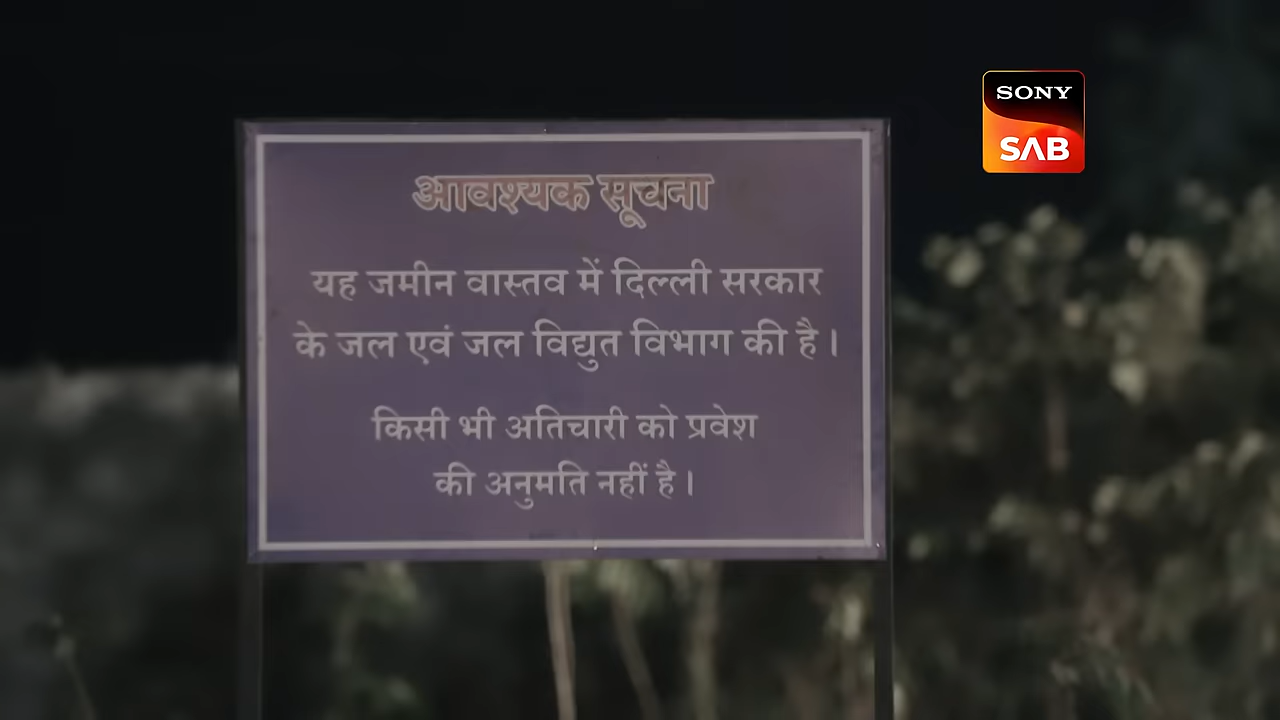 SONY
SAB
आवश्यक सूचना
यह जमीन वास्तव में दिल्ली सरकार
के जल एवं जल विद्युत विभाग की है।
किसी भी अतिचारी को प्रवेश
की अनुमति नहीं है।